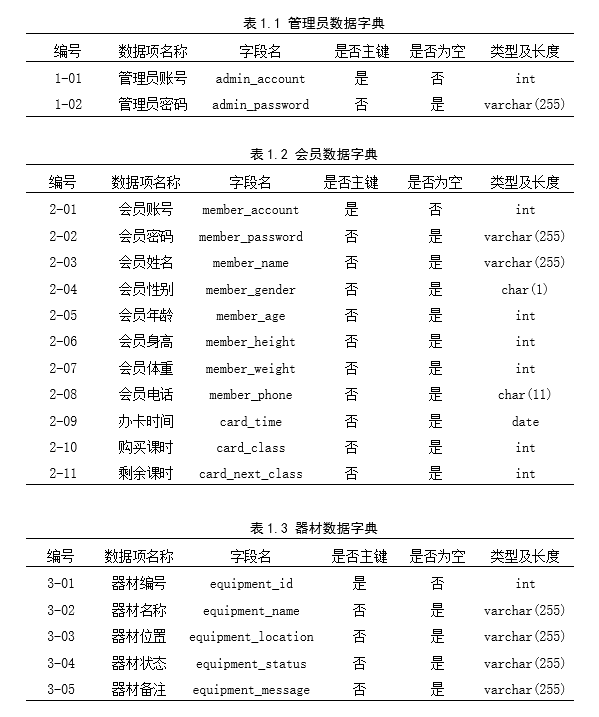 表1.1 管理员数据字典
编号 数据项名称 字段名 是否主键 是否为空 类型及长度
1-01 管理员账号 admin_account 是 否 int
1-02 管理员密码 admin_password 否 是 varchar(255)
表1.2 会员数据字典
编号 数据项名称 字段名 是否主键 是否为空 类型及长度
2-01 会员账号 member_account 是 否 int
2-02 会员密码 member_password 否 是 varchar(255)
2-03 会员姓名 member_name 否 是 varchar(255)
2-04 会员性别 member_gender 否 是 char(1)
2-05 会员年龄 member_age 否 是 int
2-06 会员身高 member_height 否 是 int
2-07 会员体重 member_weight 否 是 int
2-08 会员电话 member_phone 否 是 char(11)
2-09 办卡时间 card_time 否 是 date
2-10 购买课时 card_class 否 是 int
2-11 剩余课时 card_next_class 否 是 int
表1.3 器材数据字典
编号 数据项名称 字段名 是否主键 是否为空 类型及长度
3-01 器材编号 equipment_id 是 否 int
3-02 器材名称 equipment_name 否 是 varchar(255)
3-03 器材位置 equipment_location 否 是 varchar(255)
3-04 器材状态 equipment_status 否 是 varchar(255)
3-05 器材备注 equipment_message 否 是 varchar(255)